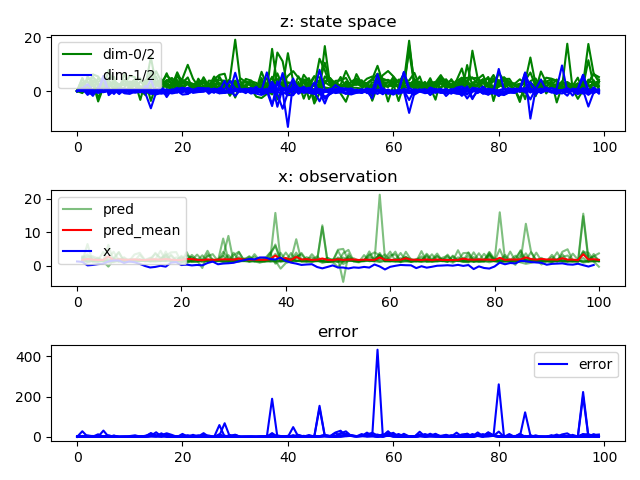 z: state space
20
0
dim-0/2
dim-1/2
0 20 40 60 80 100
x: observation
20
10
0
pred
pred_mean
x
0 20 40 60 80 100
error
400
200
0
error
0 20 40 60 80 100